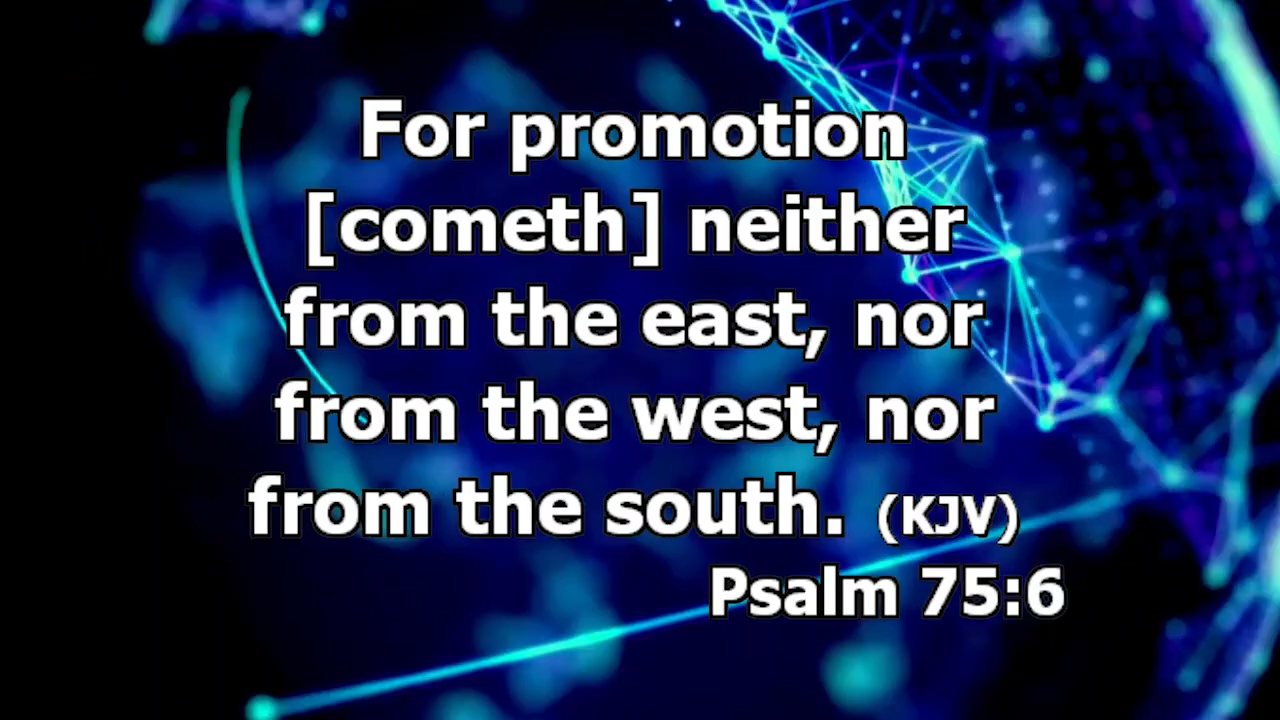 For promotion
[cometh] neither
from the east, nor
from the west, nor
from the south. (KJV)
Psalm 75:6